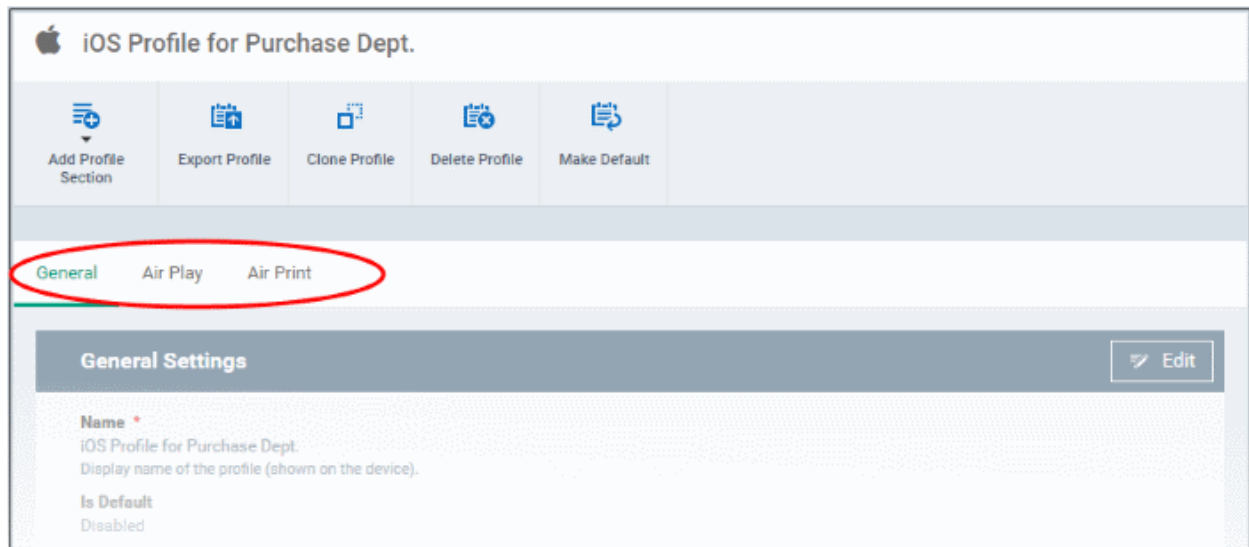 iOS Profile for Purchase Dept.
Add Profile
Section
Export Profile
Clone Profile
Delete Profile
Make Default
General Air Play Air Print
General Settings Edit
Name *
iOS Profile for Purchase Dept.
Display name of the profile (shown on the device).
Is Default
Disabled